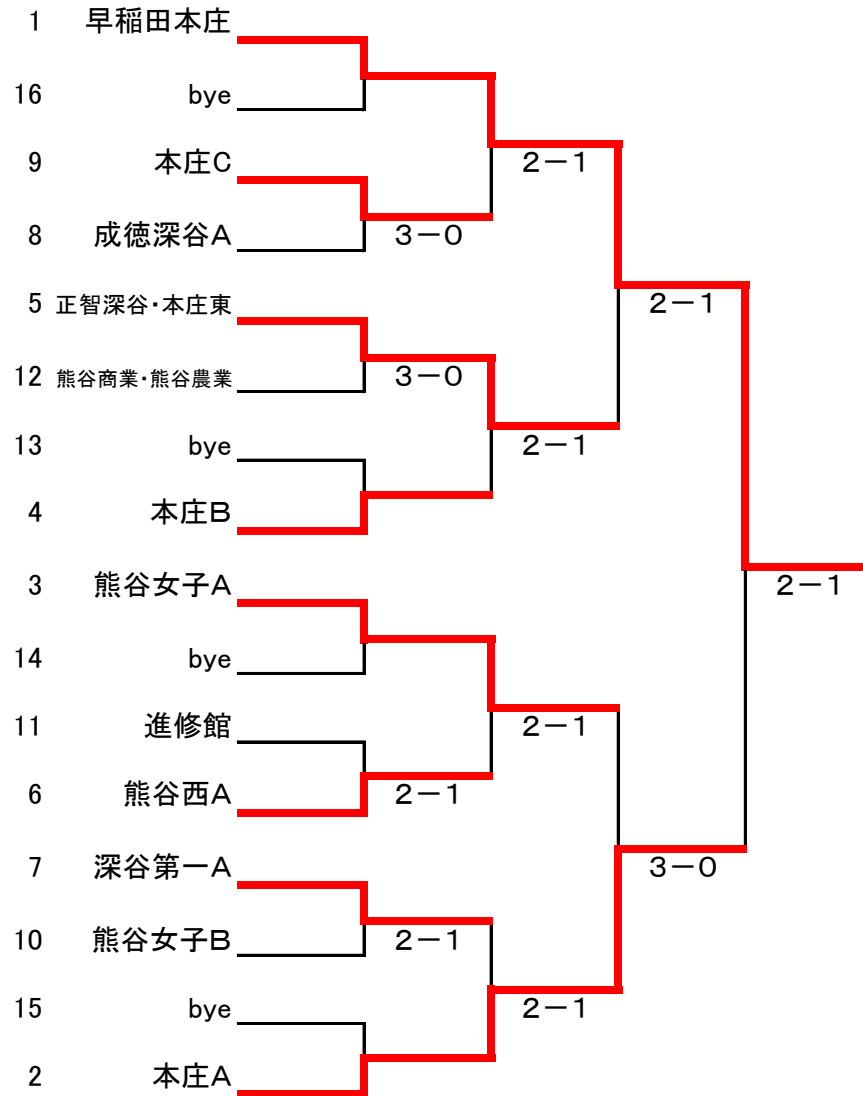 1 早稲田本庄
16 bye
2－1
9 本庄C
8 成徳深谷A
3－0
2－1
5 正智深谷・本庄東
12 熊谷商業・熊谷農業
3－0
13 bye
2－1
4 本庄B
3 熊谷女子A
2－1
14 bye
11 進修館
2－1
6 熊谷西A
2－1
7 深谷第一A
3－0
10 熊谷女子B
2－1
15 bye
2－1
2 本庄A